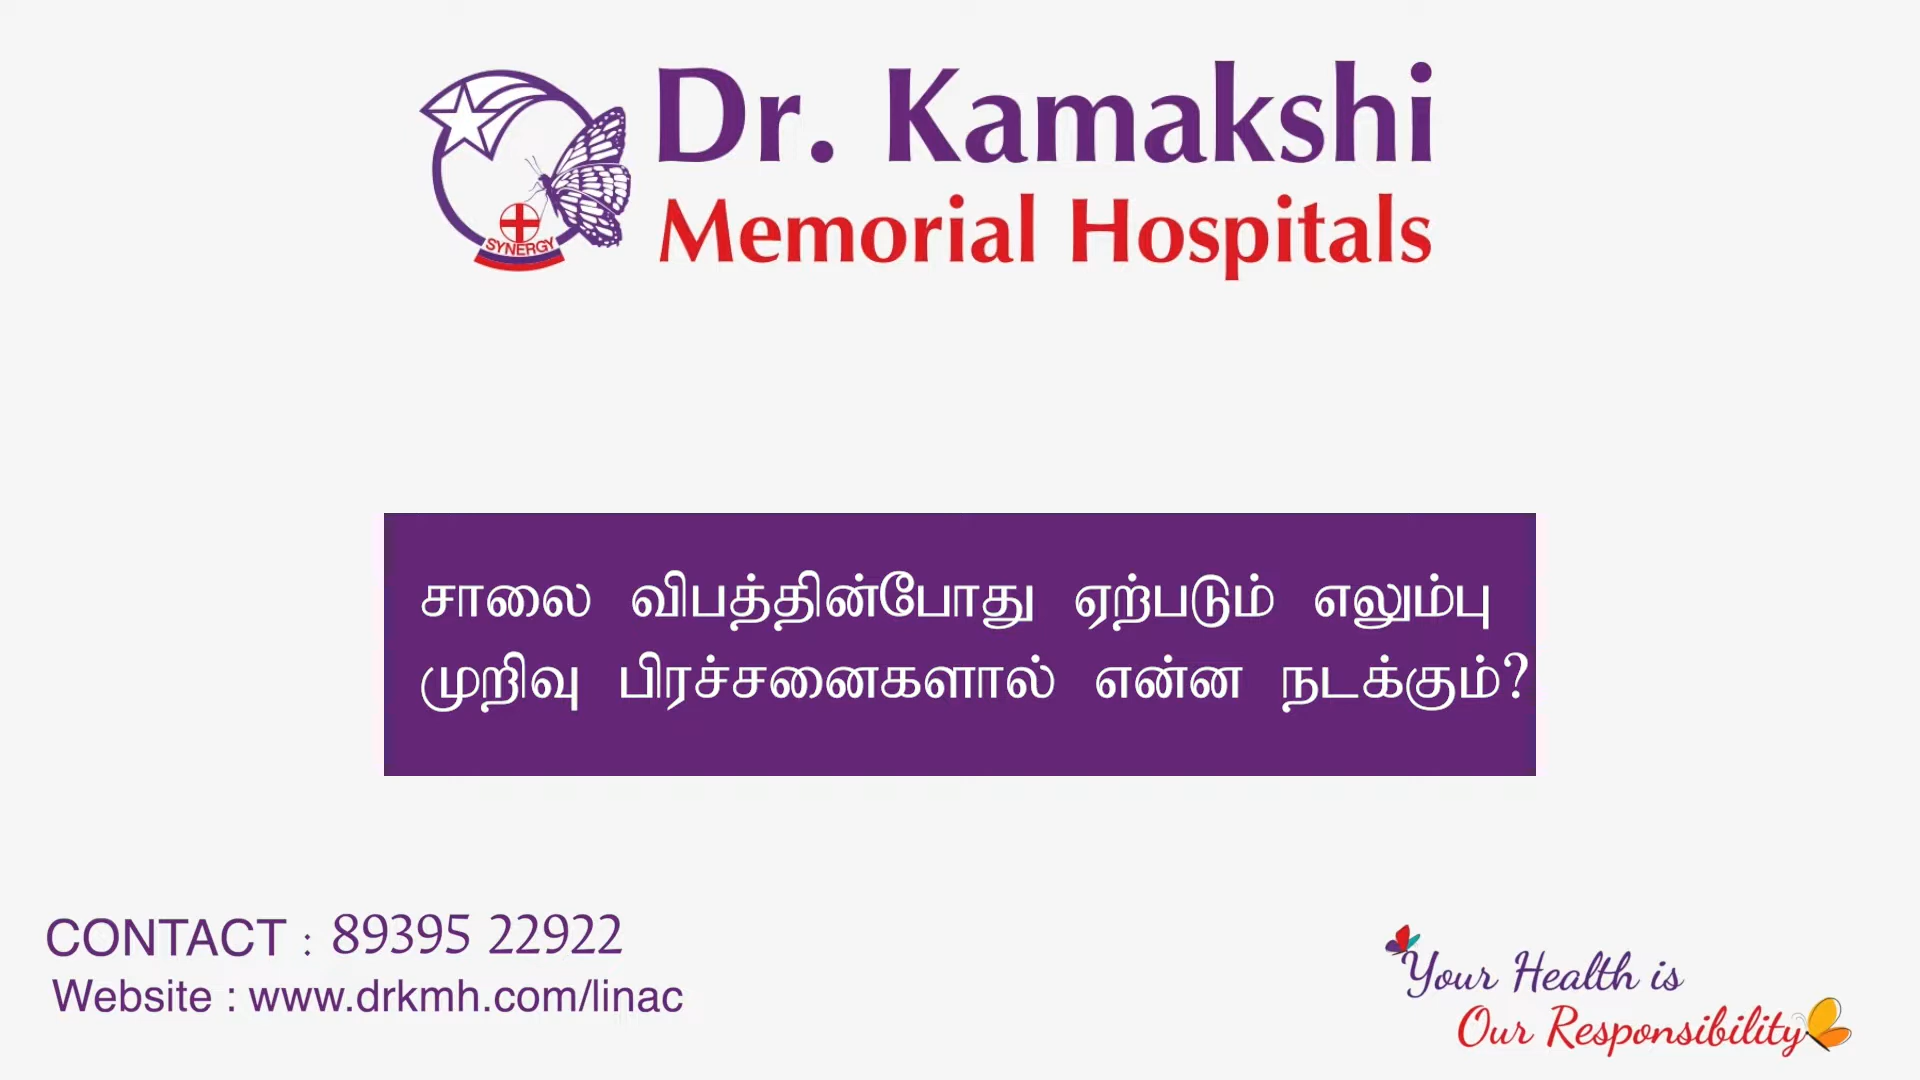 Dr. Kamakshi
Memorial Hospitals
SYNERGY
சாலை விபத்தின்போது ஏற்படும் எலும்பு
முறிவு பிரச்சனைகளால் என்ன நடக்கும்?
CONTACT : 89395 22922
Website : www.drkmh.com/linac
Your Health is
Our Responsibility